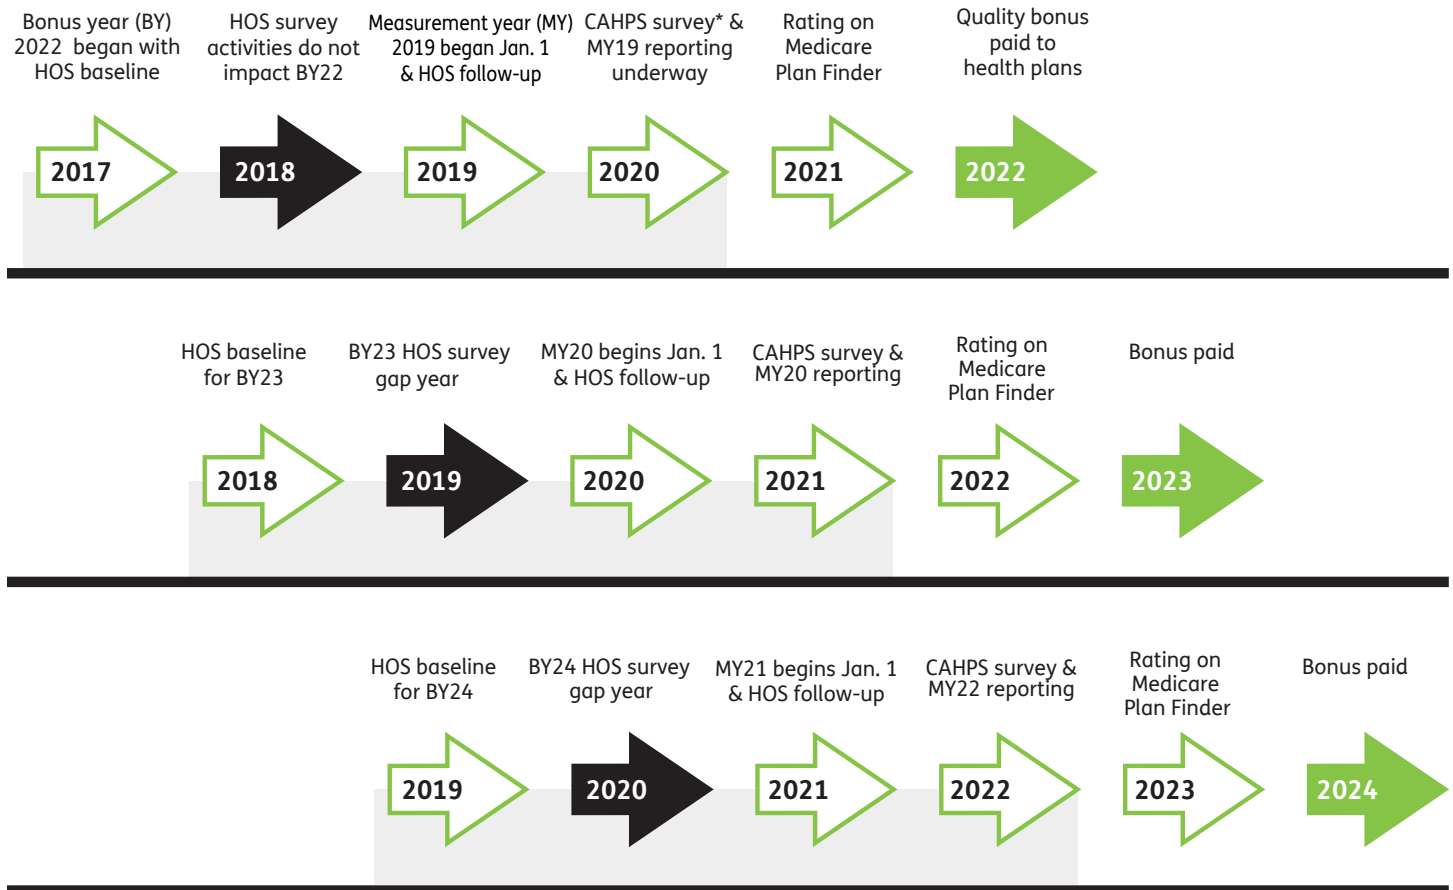 Bonus year (BY)
2022 began with
HOS baseline
HOS survey
activities do not
impact BY22
Measurement year (MY)
2019 began Jan. 1
& HOS follow-up
CAHPS survey* &
MY19 reporting
underway
Rating on
Medicare
Plan Finder
Quality bonus
paid to
health plans
2017
2018
2019
2020
2021
2022
HOS baseline
for BY23
BY23 HOS survey
gap year
MY20 begins Jan. 1
& HOS follow-up
CAHPS survey &
MY20 reporting
Rating on
Medicare
Plan Finder
Bonus paid
2018
2019
2020
2021
2022
2023
HOS baseline
for BY24
BY24 HOS survey
gap year
MY21 begins Jan. 1
& HOS follow-up
CAHPS survey &
MY22 reporting
Rating on
Medicare
Plan Finder
Bonus paid
2019
2020
2021
2022
2023
2024